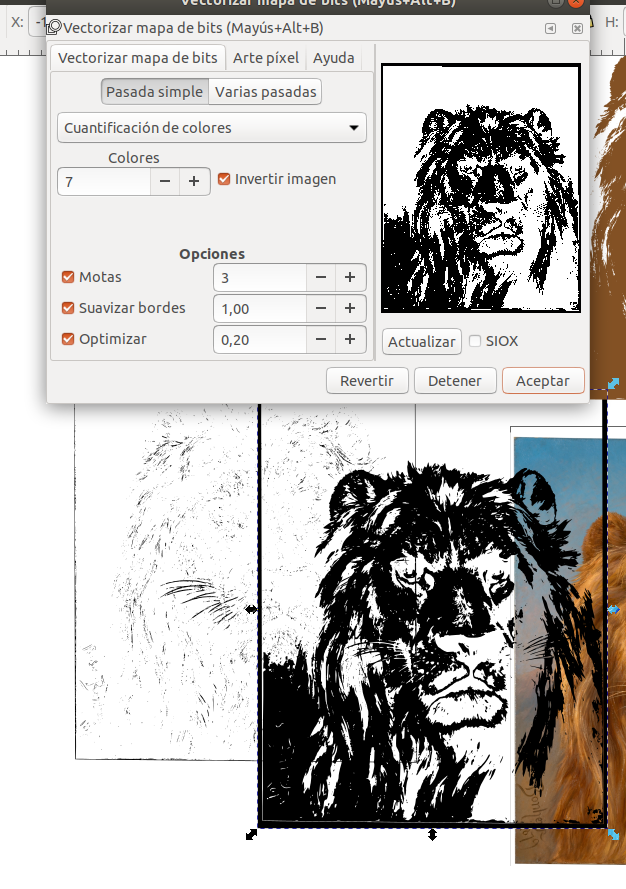 Vectorizar mapa de bits (Mayús+Alt+B)
X:
H:
Vectorizar mapa de bits (Mayús+Alt+B)
Vectorizar mapa de bits Arte píxel Ayuda
Pasada simple Varias pasadas
Cuantificación de colores
Colores
7 − + Invertir imagen
Opciones
Motas 3 − +
Suavizar bordes 1,00 − +
Optimizar 0,20 − +
Actualizar SIOX
Revertir Detener Aceptar